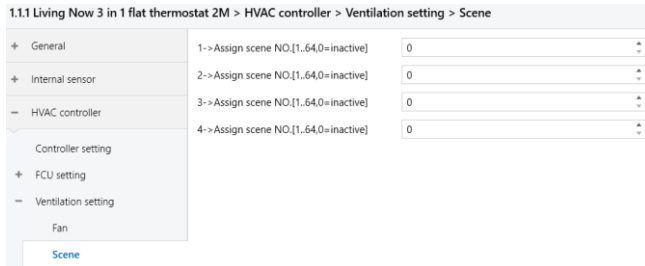 1.1.1 Living Now 3 in 1 flat thermostat 2M > HVAC controller > Ventilation setting > Scene
+ General
+ Internal sensor
− HVAC controller
Controller setting
+ FCU setting
− Ventilation setting
Fan
Scene
1->Assign scene NO.[1..64,0=inactive] 0
2->Assign scene NO.[1..64,0=inactive] 0
3->Assign scene NO.[1..64,0=inactive] 0
4->Assign scene NO.[1..64,0=inactive] 0